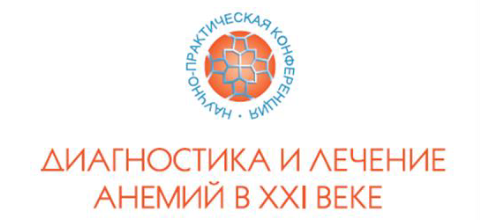 НАУЧНО-ПРАКТИЧЕСКАЯ КОНФЕРЕНЦИЯ
ДИАГНОСТИКА И ЛЕЧЕНИЕ
АНЕМИЙ В XXI ВЕКЕ